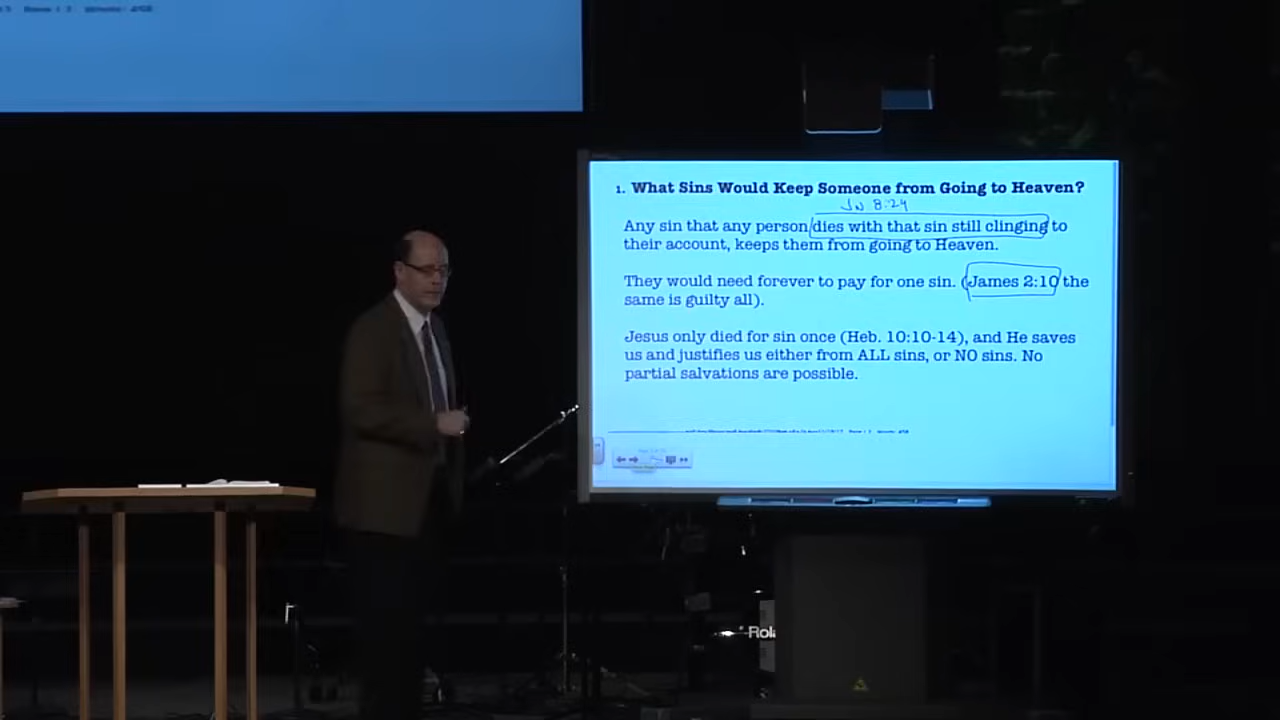 1. What Sins Would Keep Someone from Going to Heaven?
JN 8:24
Any sin that any person dies with that sin still clinging to
their account, keeps them from going to Heaven.
They would need forever to pay for one sin. (James 2:10 the
same is guilty all).
Jesus only died for sin once (Heb. 10:10-14), and He saves
us and justifies us either from ALL sins, or NO sins. No
partial salvations are possible.
Rola